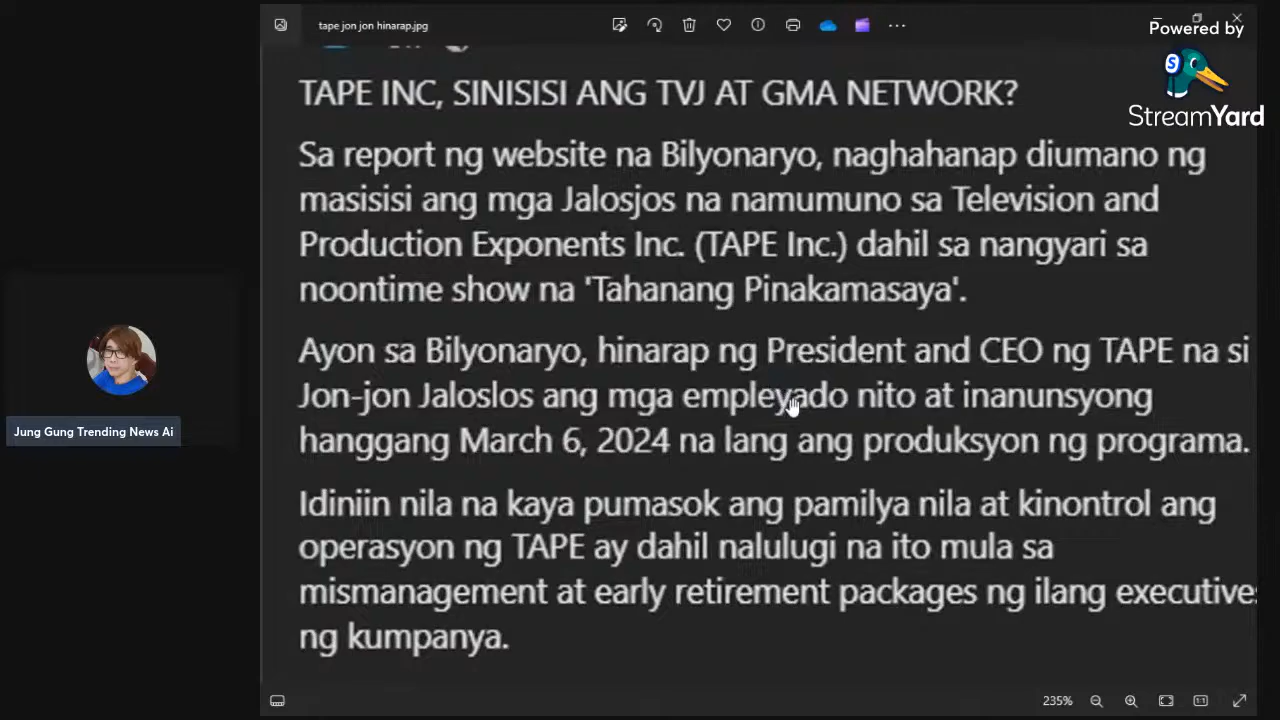 tape jon jon hinarap.jpg
Powered by
StreamYard
TAPE INC, SINISISI ANG TVJ AT GMA NETWORK?
Sa report ng website na Bilyonaryo, naghahanap diumano ng
masisisi ang mga Jalosjos na namumuno sa Television and
Production Exponents Inc. (TAPE Inc.) dahil sa nangyari sa
noontime show na 'Tahanang Pinakamasaya'.
Ayon sa Bilyonaryo, hinarap ng President and CEO ng TAPE na si
Jon-jon Jaloslos ang mga empleyado nito at inanunsyong
hanggang March 6, 2024 na lang ang produksyon ng programa.
Idiniin nila na kaya pumasok ang pamilya nila at kinontrol ang
operasyon ng TAPE ay dahil nalulugi na ito mula sa
mismanagement at early retirement packages ng ilang executives
ng kumpanya.
Jung Gung Trending News Ai
235%